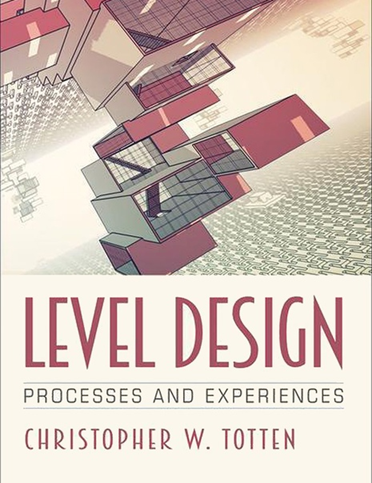 LEVEL DESIGN
PROCESSES AND EXPERIENCES
CHRISTOPHER W. TOTTEN